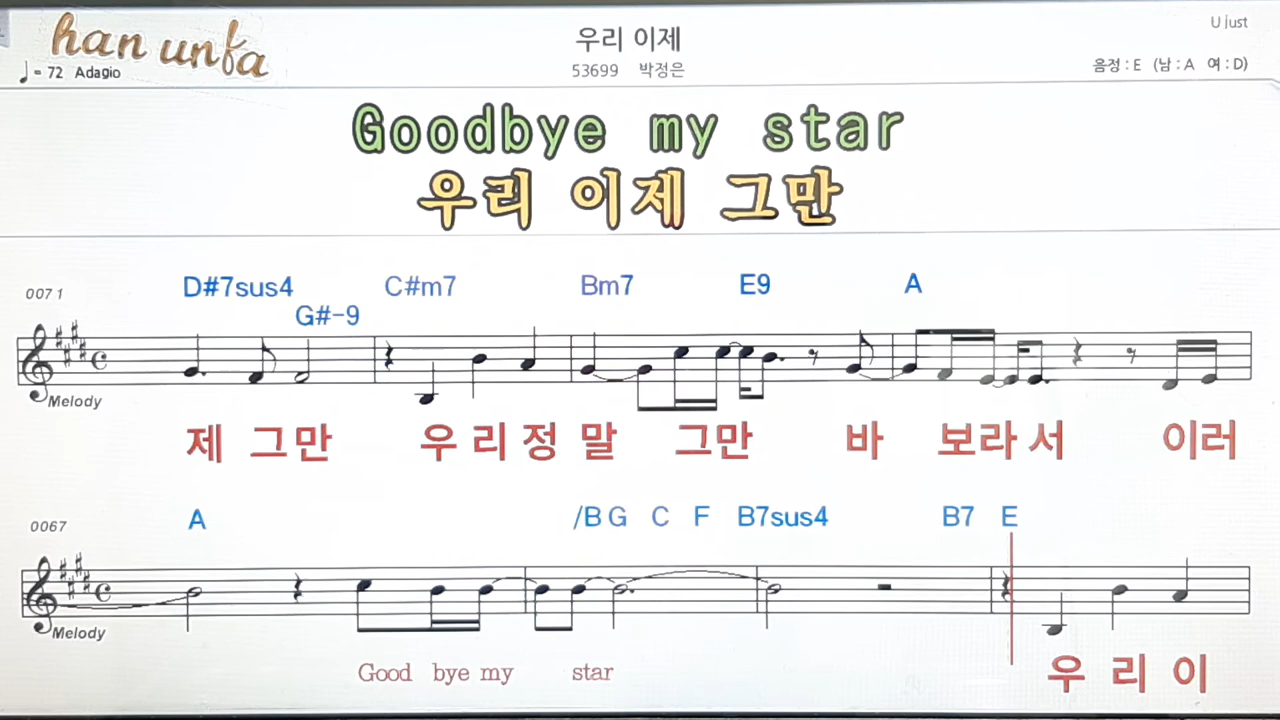 han unfa
우리 이제
U just
♩= 72 Adagio
53699 박정은
음정 : E (남 : A 여 : D)
Goodbye my star
우리 이제 그만
0071
D#7sus4 G#-9 C#m7 Bm7 E9 A
Melody
제 그만 우 리 정 말 그만 바 보라 서 이러
0067
A /B G C F B7sus4 B7 E
Melody
Good bye my star 우 리 이